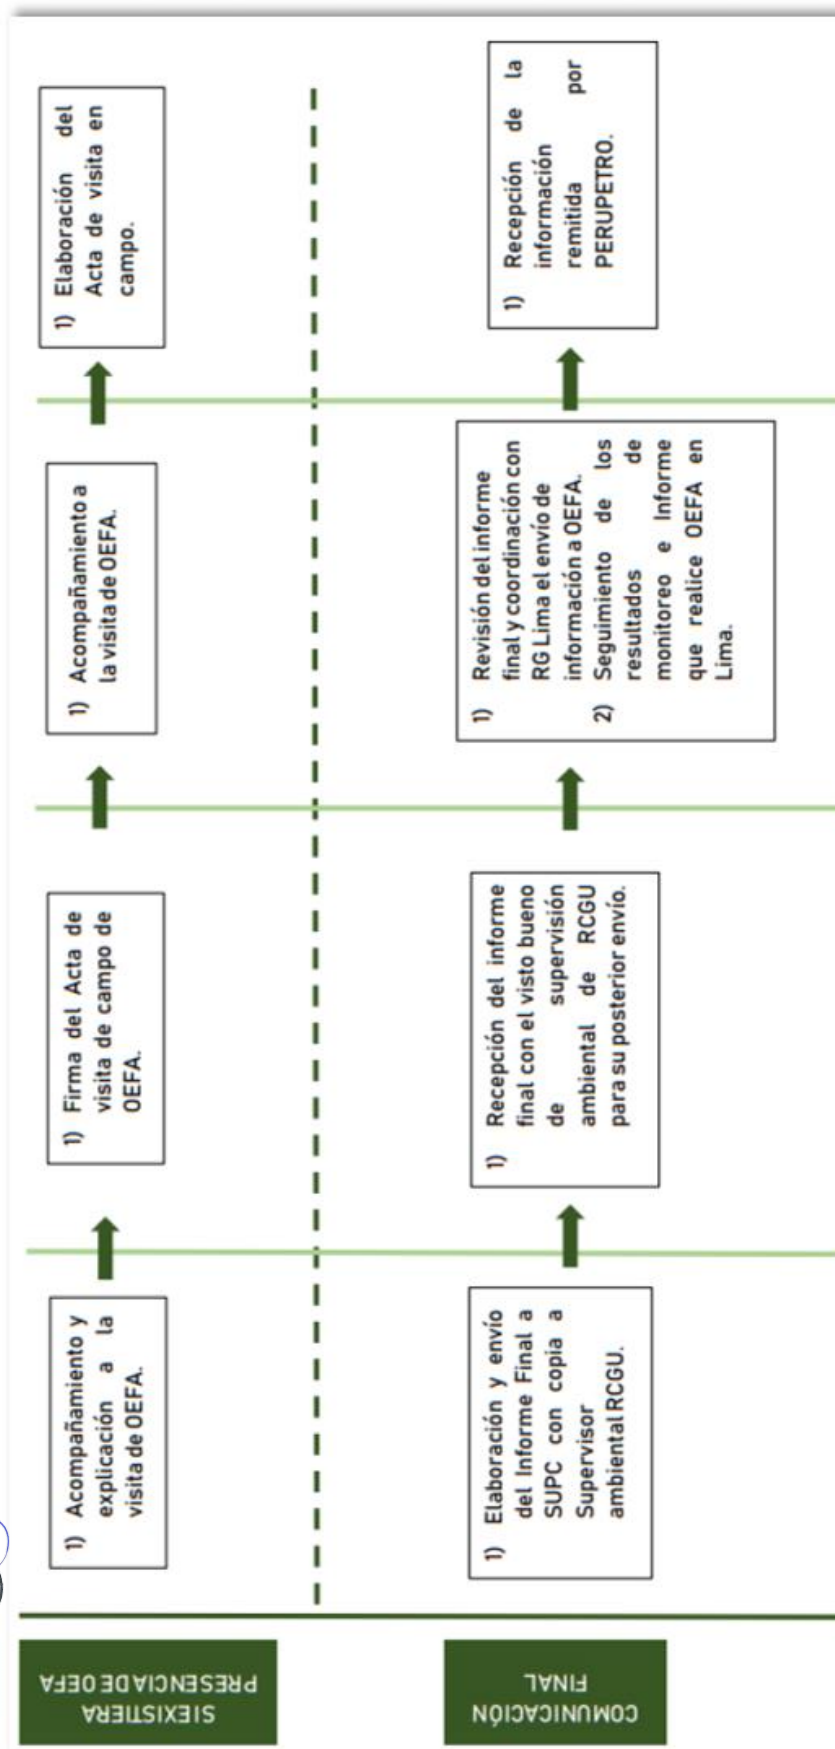 SI EXISTIERA
PRESENCIA DE OEFA
1) Acompañamiento y
explicación a la
visita de OEFA.
1) Firma del Acta de
visita de campo de
OEFA.
1) Acompañamiento a
la visita de OEFA.
1) Elaboración del
Acta de visita en
campo.
COMUNICACIÓN
FINAL
1) Elaboración y envío
del Informe Final a
SUPC con copia a
Supervisor
ambiental RCGU.
1) Recepción del informe
final con el visto bueno
de supervisión
ambiental de RCGU
para su posterior envío.
1) Revisión del informe
final y coordinación con
RG Lima el envío de
información a OEFA.
2) Seguimiento de los
resultados de
monitoreo e Informe
que realice OEFA en
Lima.
1) Recepción de la
información
remitida por
PERUPETRO.